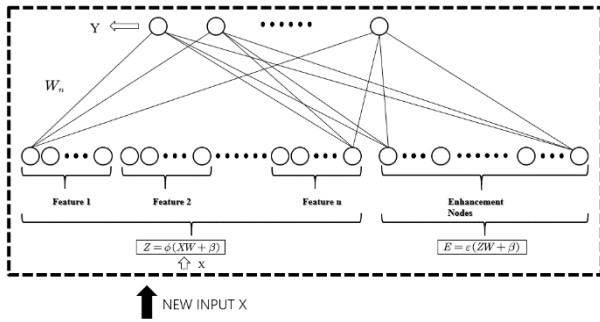 Y
W_n
Feature 1
Feature 2
Feature n
Enhancement
Nodes
Z = ϕ(XW + β)
E = ε(ZW + β)
X
NEW INPUT X